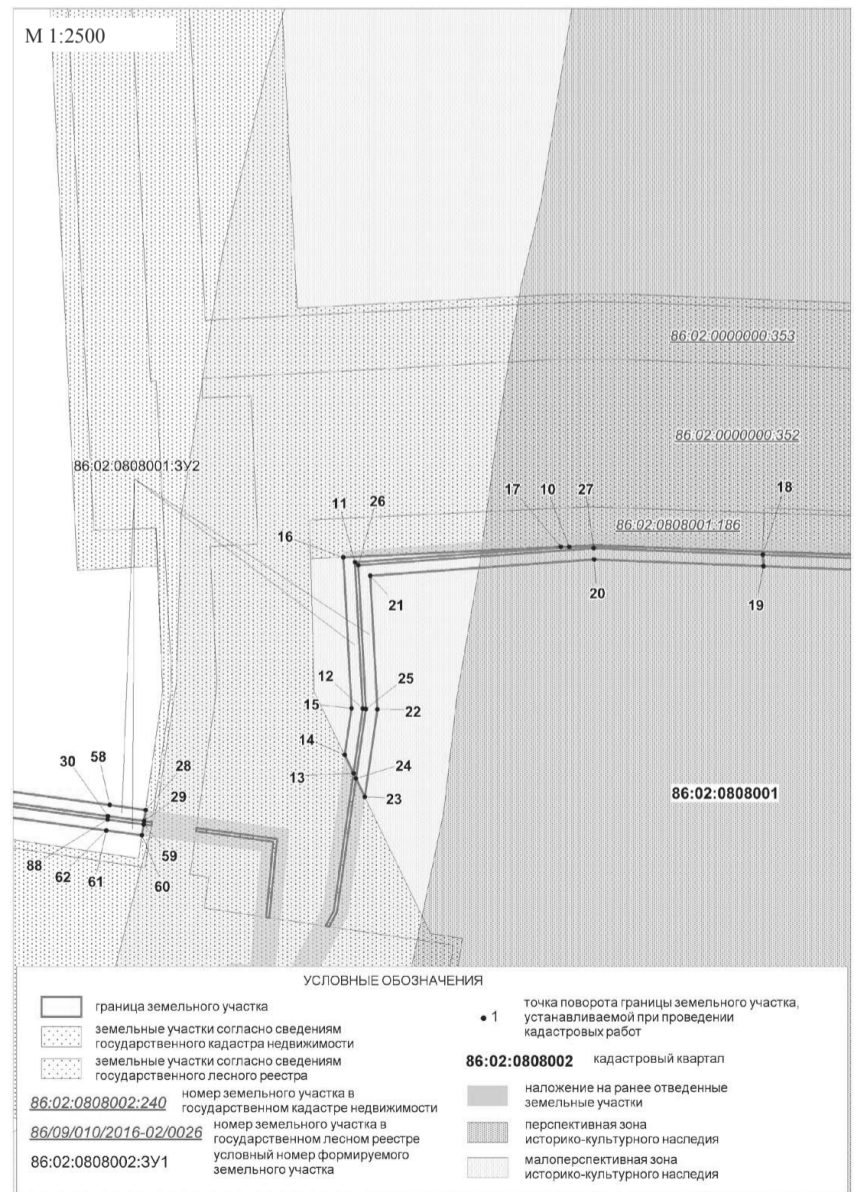 М 1:2500
86:02:0000000:353
86:02:0000000:352
86:02:0808001:ЗУ2
11
26
17
10
27
18
86:02:0808001:186
16
21
20
19
12
25
15
22
14
13
24
23
86:02:0808001
30
58
28
29
88
62
61
59
60
УСЛОВНЫЕ ОБОЗНАЧЕНИЯ
граница земельного участка
земельные участки согласно сведениям
государственного кадастра недвижимости
земельные участки согласно сведениям
государственного лесного реестра
86:02:0808002:240
номер земельного участка в
государственном кадастре недвижимости
86/09/010/2016-02/0026
номер земельного участка в
государственном лесном реестре
86:02:0808002:ЗУ1
условный номер формируемого
земельного участка
1
точка поворота границы земельного участка,
устанавливаемой при проведении
кадастровых работ
86:02:0808002 кадастровый квартал
наложение на ранее отведенные
земельные участки
перспективная зона
историко-культурного наследия
малоперспективная зона
историко-культурного наследия